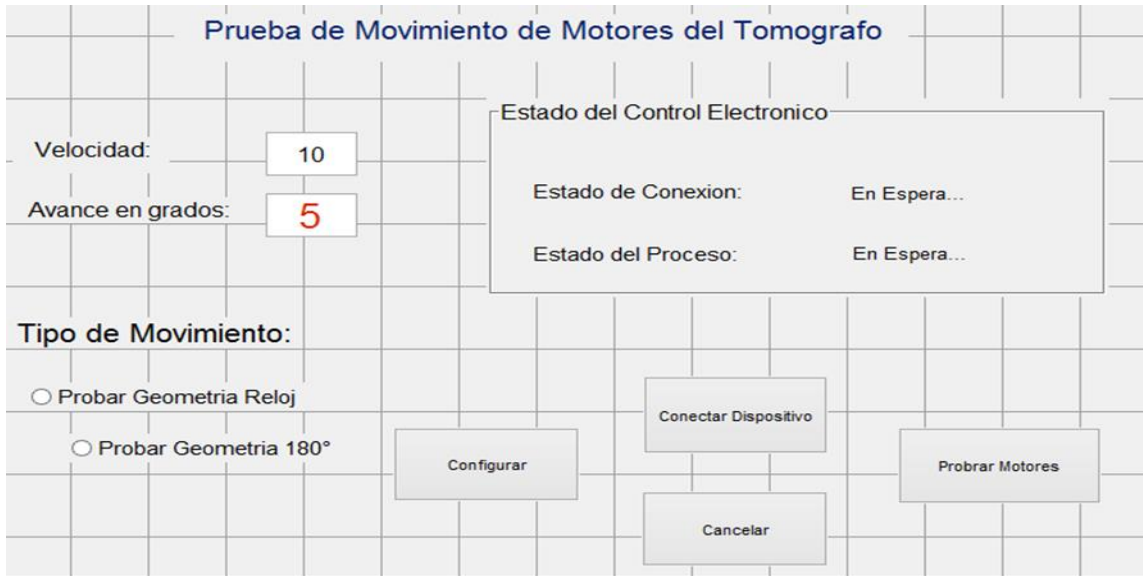 Prueba de Movimiento de Motores del Tomografo
Velocidad:
10
Avance en grados:
5
Estado del Control Electronico
Estado de Conexion:
En Espera...
Estado del Proceso:
En Espera...
Tipo de Movimiento:
Probar Geometria Reloj
Probar Geometria 180°
Configurar
Conectar Dispositivo
Cancelar
Probrar Motores